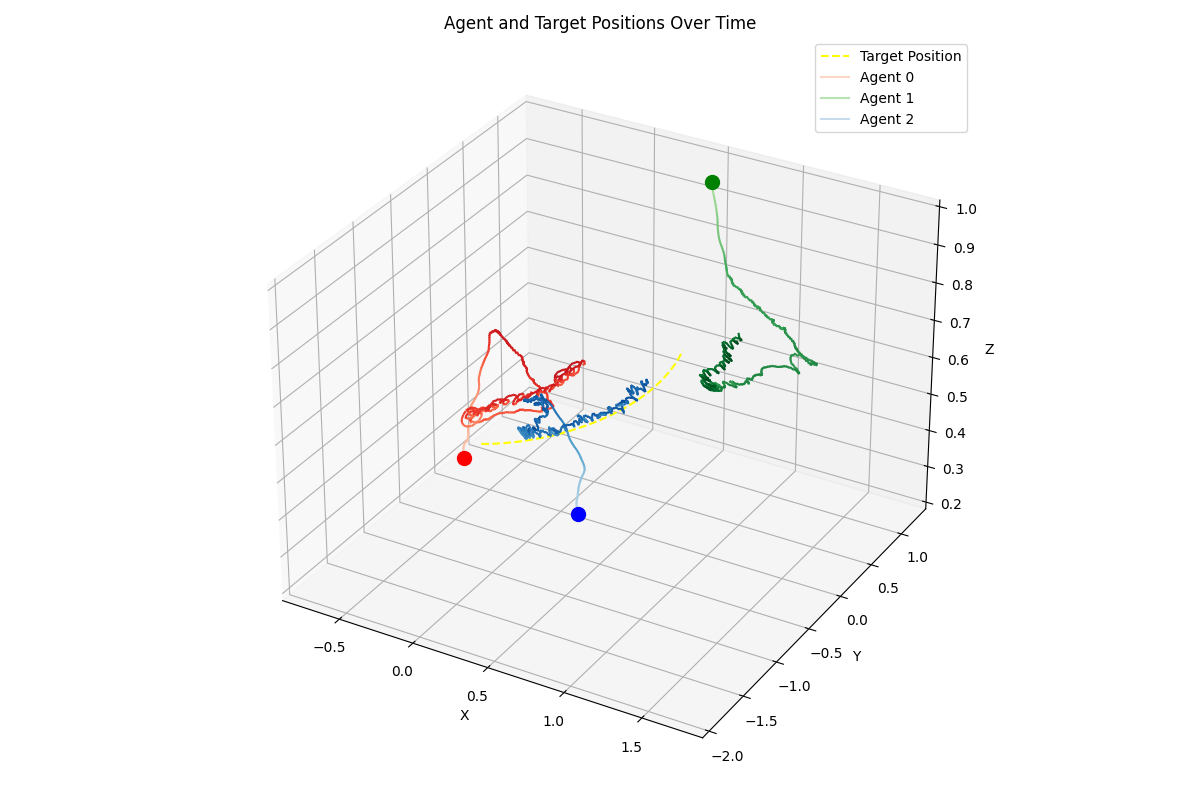 Agent and Target Positions Over Time
Target Position
Agent 0
Agent 1
Agent 2
1.0
0.9
0.8
0.7
0.6
0.5
0.4
0.3
0.2
Z
1.0
0.5
0.0
−0.5
−1.0
−1.5
−2.0
Y
−0.5
0.0
0.5
1.0
1.5
X